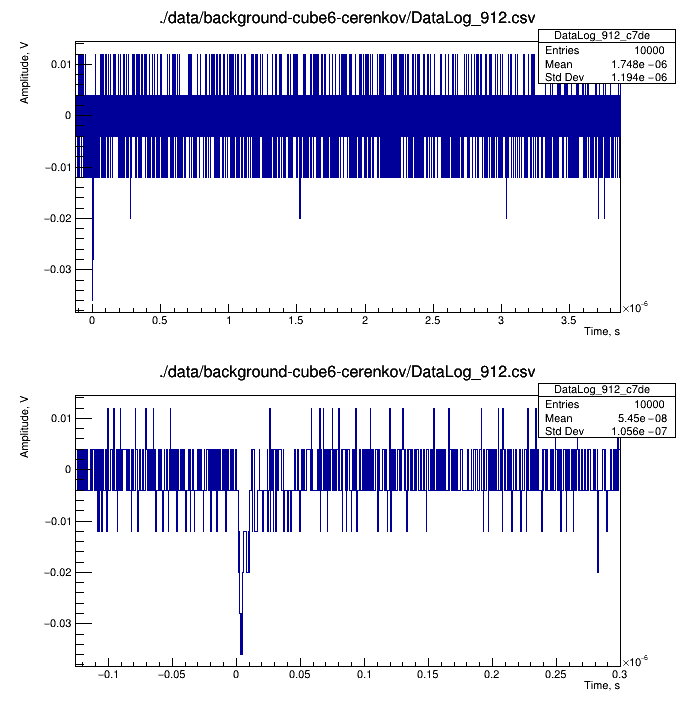 ./data/background-cube6-cerenkov/DataLog_912.csv
DataLog_912_c7de
Entries 10000
Mean 1.748e−06
Std Dev 1.194e−06
Amplitude, V
0.01
0
−0.01
−0.02
−0.03
0 0.5 1 1.5 2 2.5 3 3.5
×10^-6
Time, s
./data/background-cube6-cerenkov/DataLog_912.csv
DataLog_912_c7de
Entries 10000
Mean 5.45e−08
Std Dev 1.056e−07
Amplitude, V
0.01
0
−0.01
−0.02
−0.03
−0.1 −0.05 0 0.05 0.1 0.15 0.2 0.25 0.3
×10^-6
Time, s